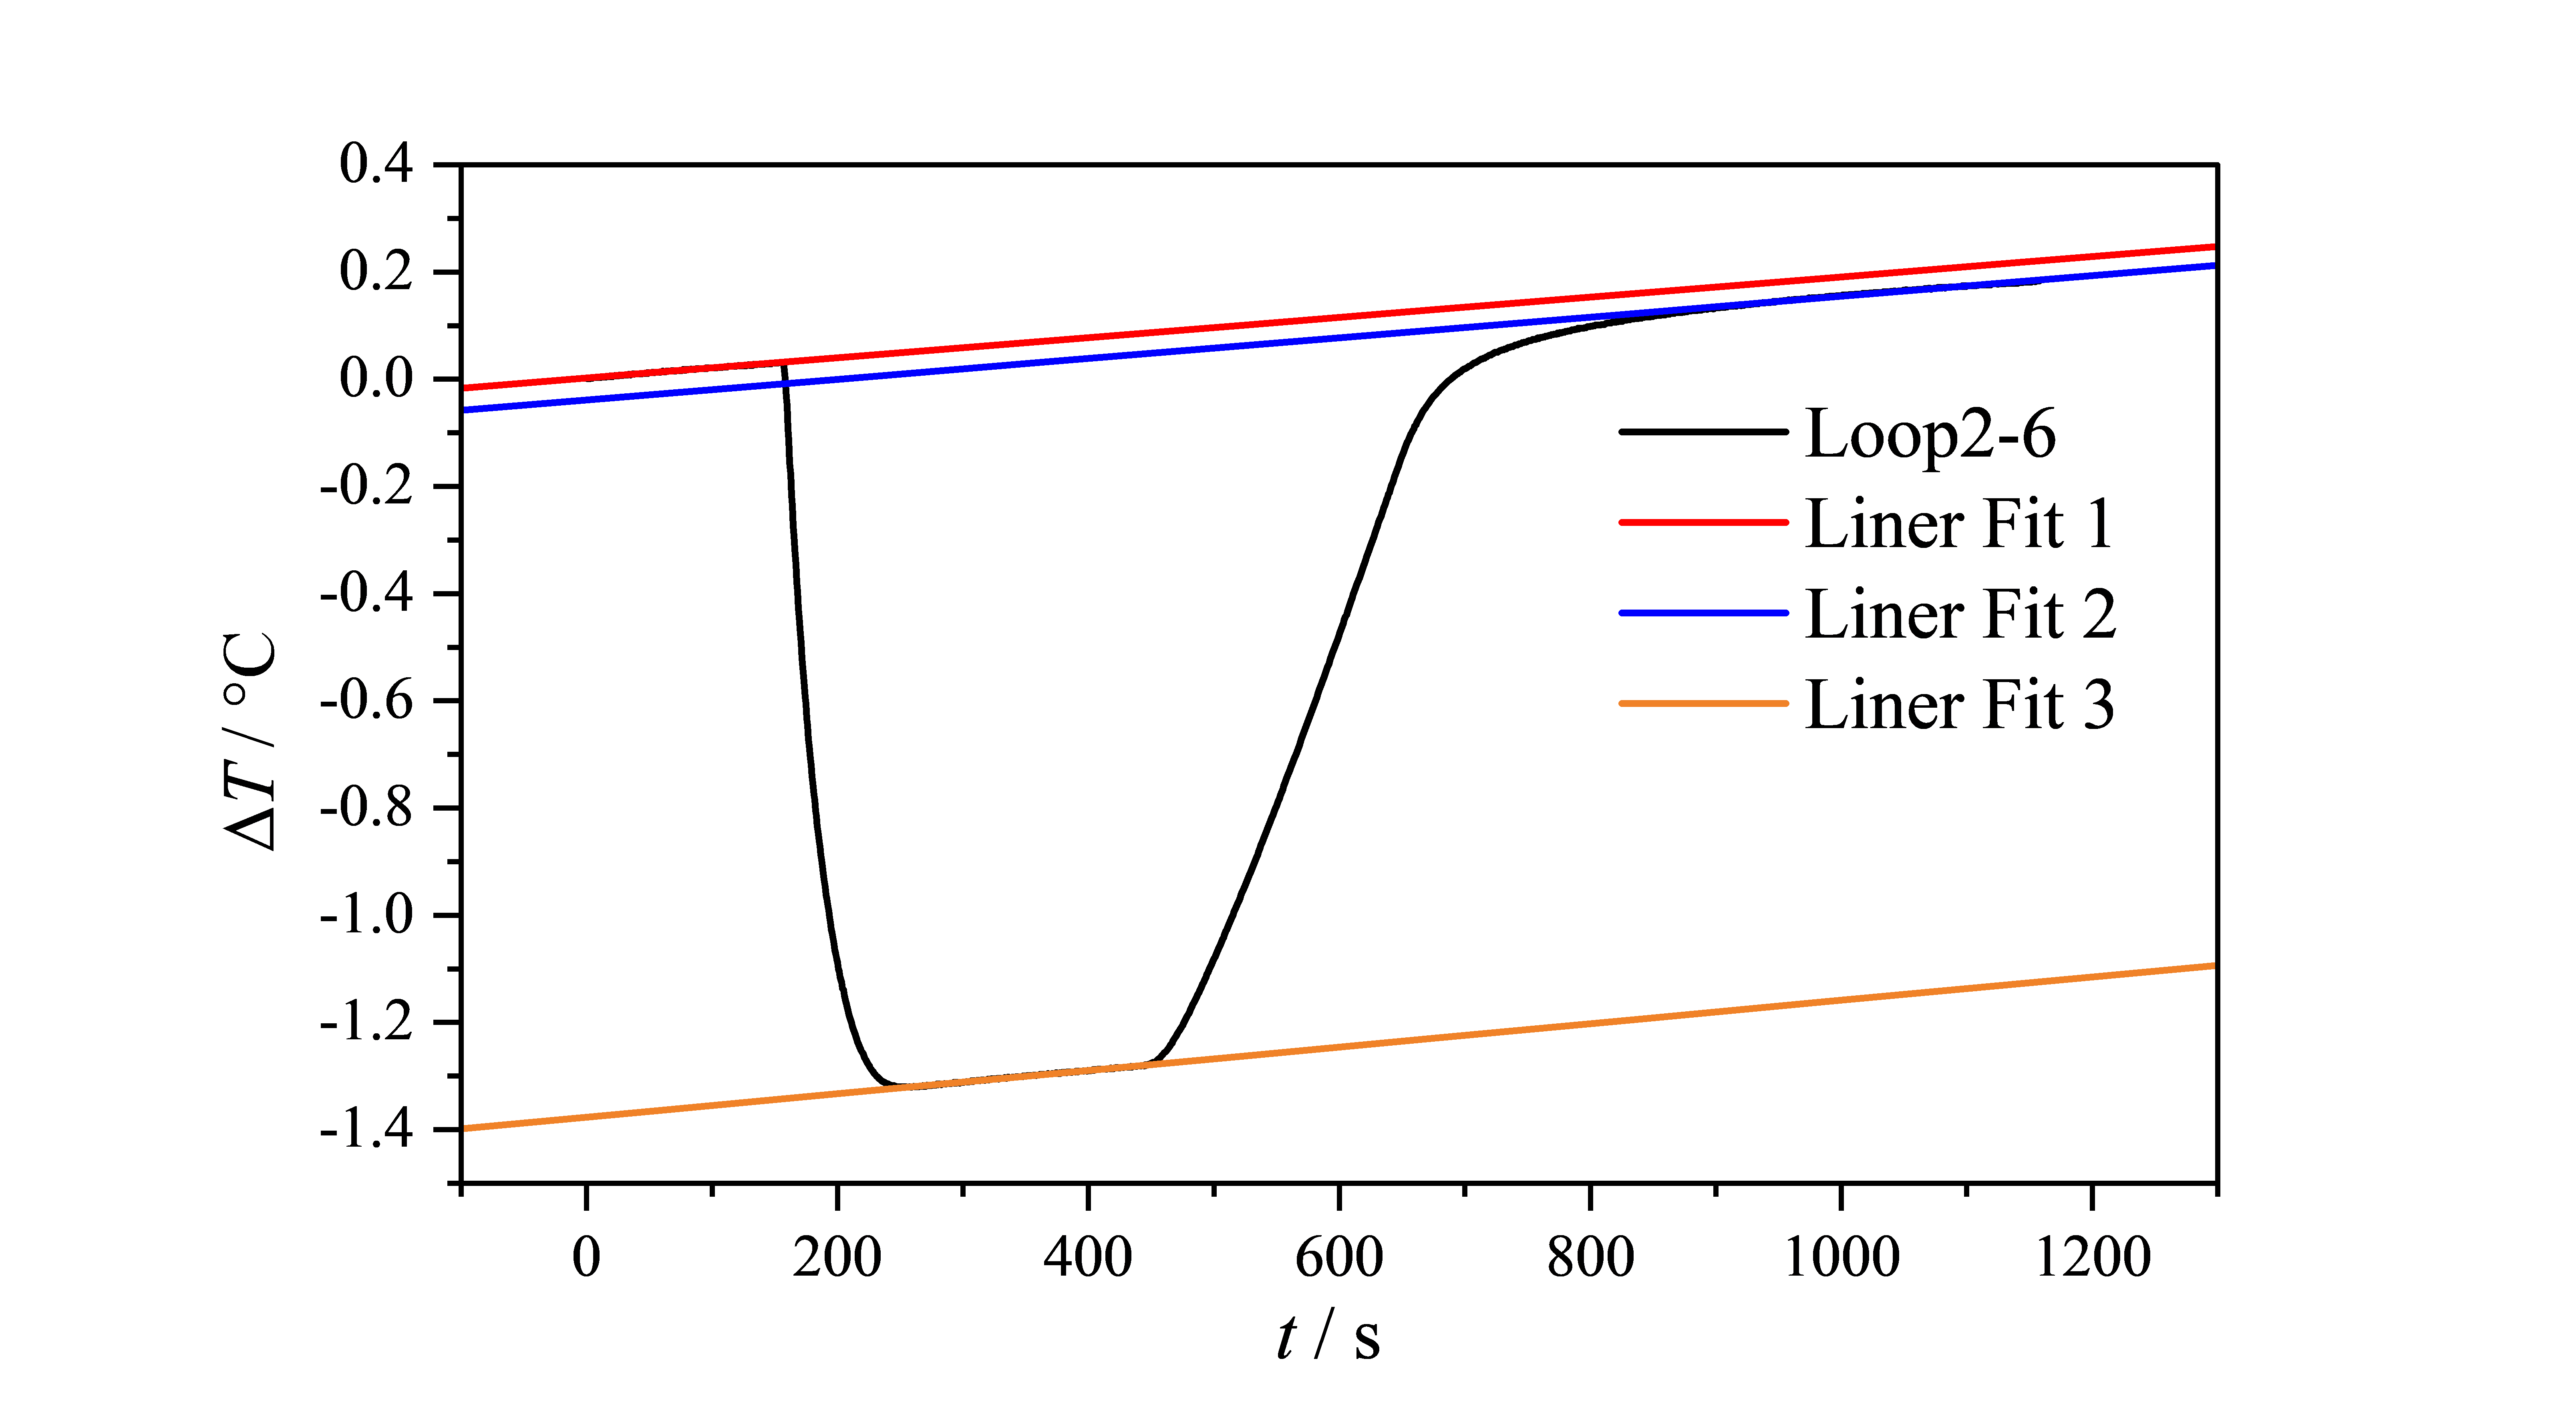 0.4
0.2
0.0
-0.2
-0.4
-0.6
-0.8
-1.0
-1.2
-1.4
ΔT / °C
Loop2-6
Liner Fit 1
Liner Fit 2
Liner Fit 3
0 200 400 600 800 1000 1200
t / s